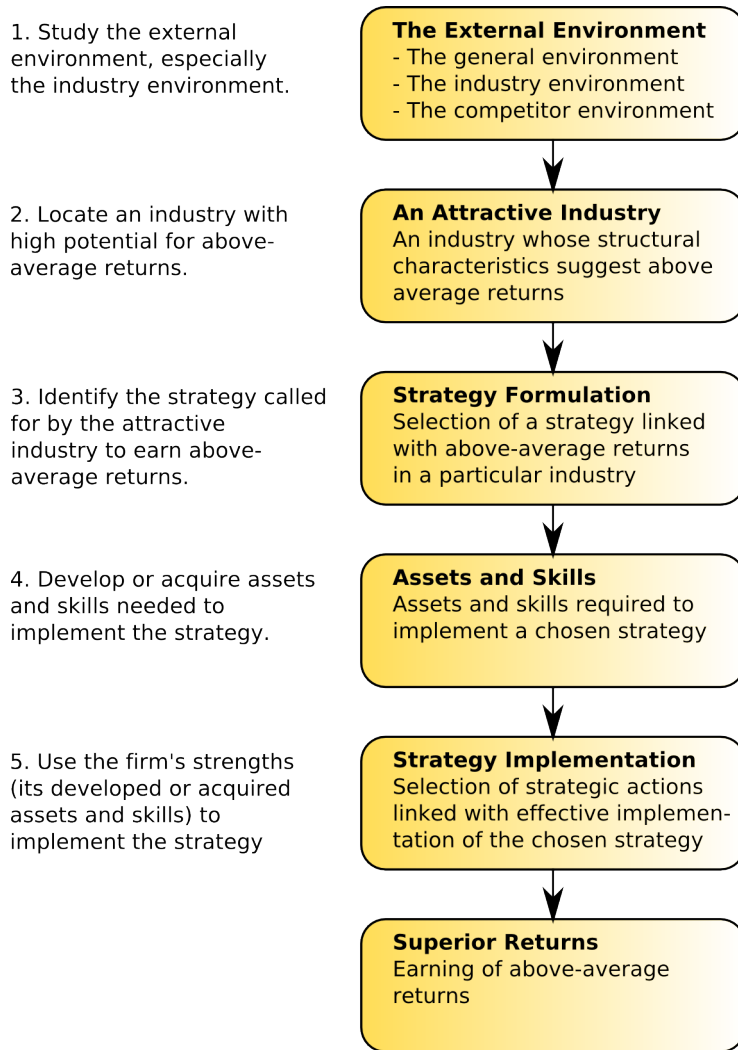 1. Study the external
environment, especially
the industry environment.
The External Environment
- The general environment
- The industry environment
- The competitor environment
2. Locate an industry with
high potential for above-
average returns.
An Attractive Industry
An industry whose structural
characteristics suggest above
average returns
3. Identify the strategy called
for by the attractive
industry to earn above-
average returns.
Strategy Formulation
Selection of a strategy linked
with above-average returns
in a particular industry
4. Develop or acquire assets
and skills needed to
implement the strategy.
Assets and Skills
Assets and skills required to
implement a chosen strategy
5. Use the firm's strengths
(its developed or acquired
assets and skills) to
implement the strategy
Strategy Implementation
Selection of strategic actions
linked with effective implemen-
tation of the chosen strategy
Superior Returns
Earning of above-average
returns